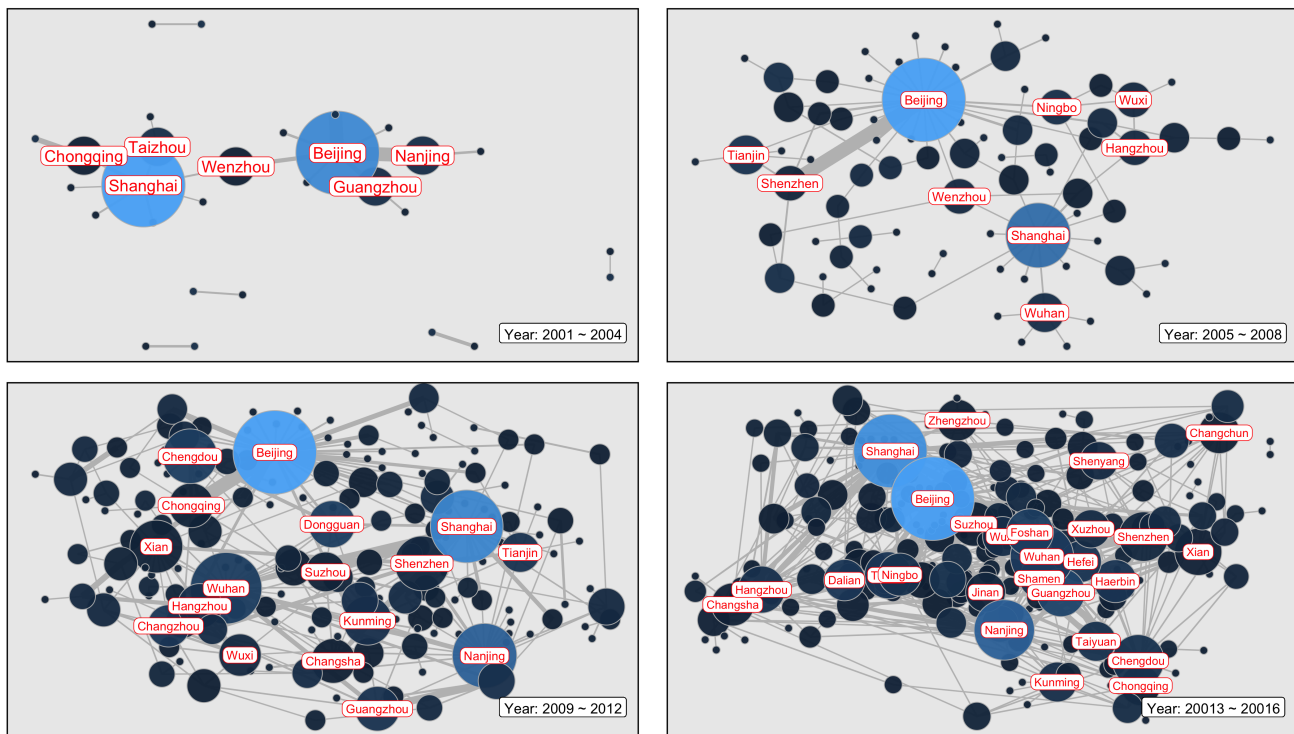 Chongqing
Taizhou
Shanghai
Wenzhou
Beijing
Nanjing
Guangzhou
Year: 2001 ~ 2004
Beijing
Ningbo
Wuxi
Hangzhou
Tianjin
Shenzhen
Wenzhou
Shanghai
Wuhan
Year: 2005 ~ 2008
Beijing
Chengdou
Chongqing
Dongguan
Shanghai
Xian
Tianjin
Shenzhen
Suzhou
Wuhan
Hangzhou
Changzhou
Kunming
Wuxi
Changsha
Nanjing
Guangzhou
Year: 2009 ~ 2012
Zhengzhou
Changchun
Shanghai
Shenyang
Beijing
Suzhou
Foshan
Xuzhou
Shenzhen
Xian
Wuhan
Hefei
Dalian
Ningbo
Shamen
Haerbin
Hangzhou
Jinan
Guangzhou
Changsha
Nanjing
Taiyuan
Chengdou
Kunming
Chongqing
Year: 20013 ~ 20016